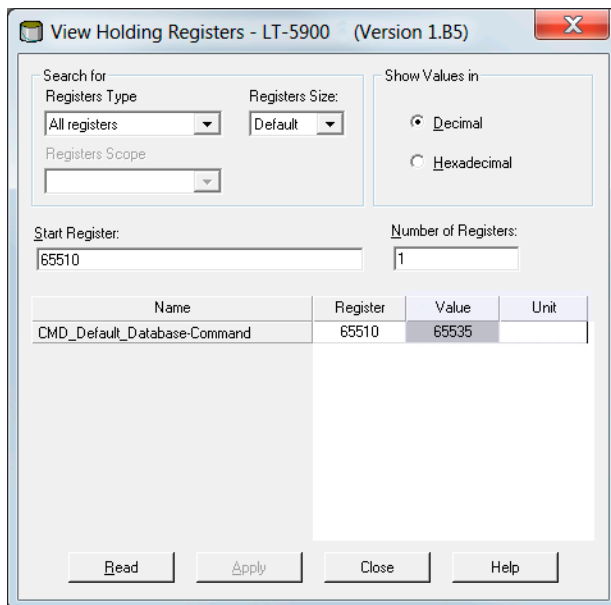 View Holding Registers - LT-5900 (Version 1.B5)
X
Search for
Registers Type
Registers Size:
All registers
Default
Registers Scope
Show Values in
Decimal
Hexadecimal
Start Register:
Number of Registers:
65510
1
Name Register Value Unit
CMD_Default_Database-Command 65510 65535
Read Apply Close Help